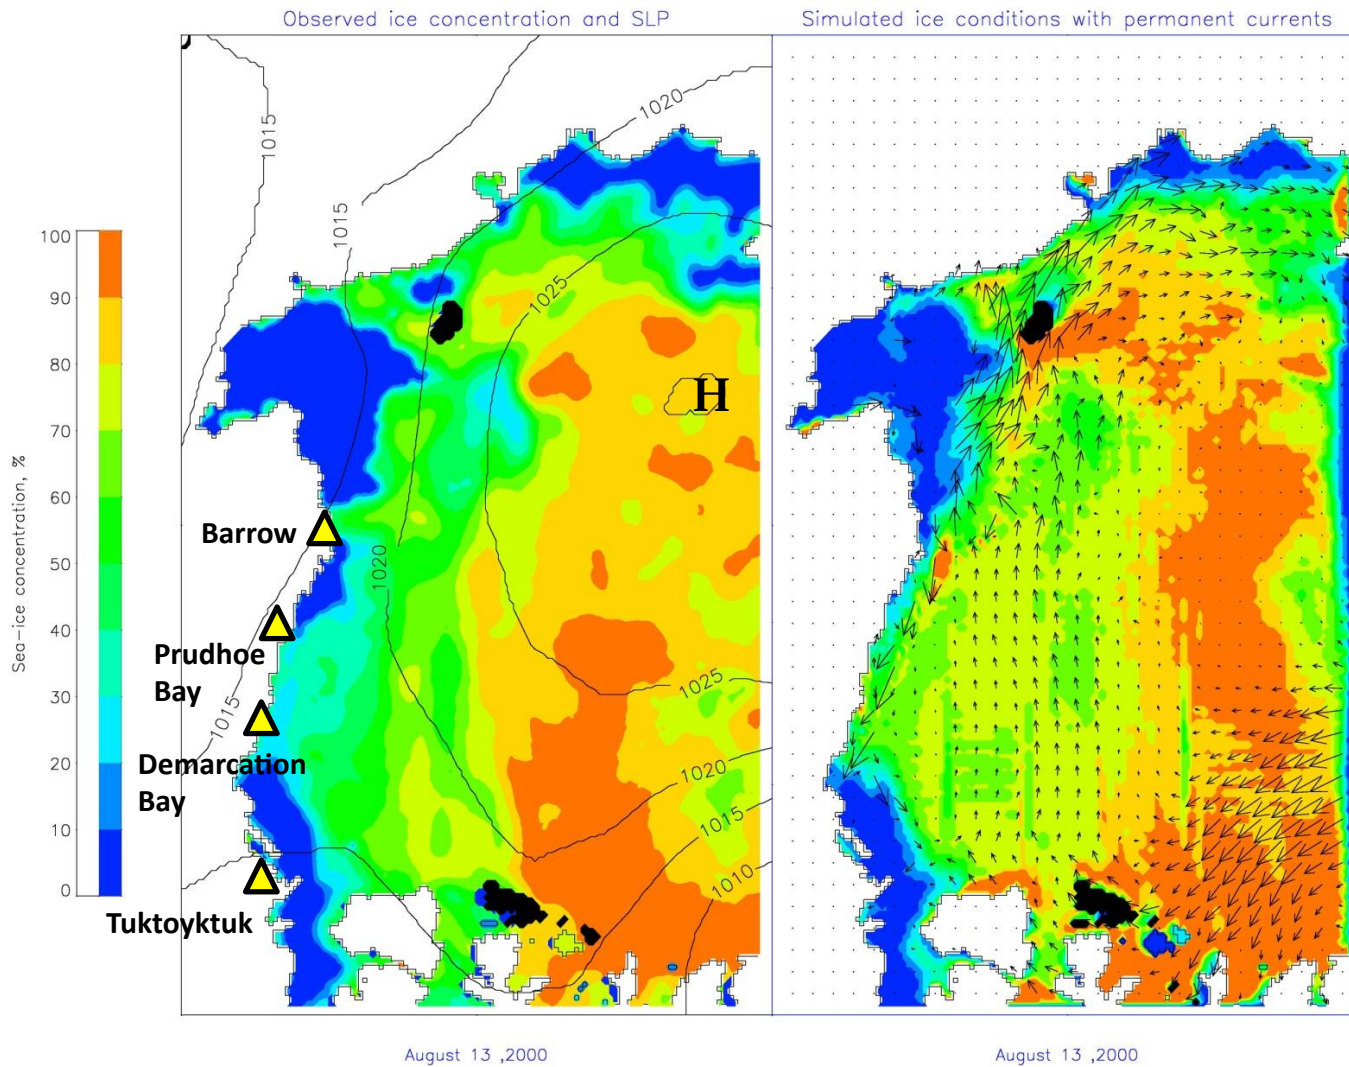 Observed ice concentration and SLP
Simulated ice conditions with permanent currents
1020
1015
1015
1025
H
100
90
80
70
60
50
40
30
20
10
0
Sea-ice concentration, %
Barrow
1020
Prudhoe
Bay
1015
1025
Demarcation
Bay
1020
1015
1010
Tuktoyktuk
August 13 ,2000
August 13 ,2000